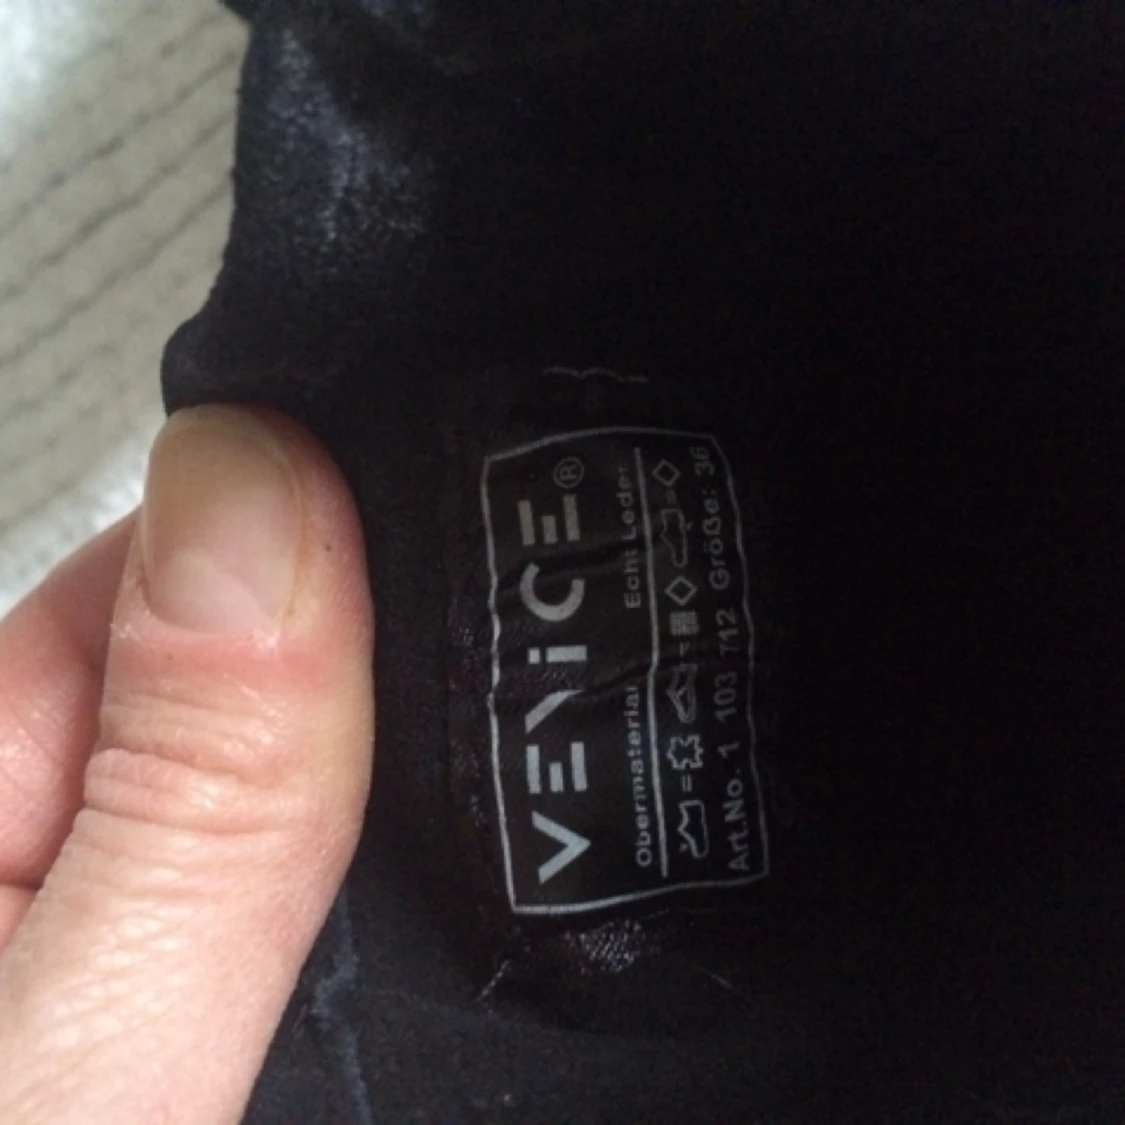 VENiCE®
Obermaterial Echt Leder
= = =
Art.No. 1 103 712 Größe: 36